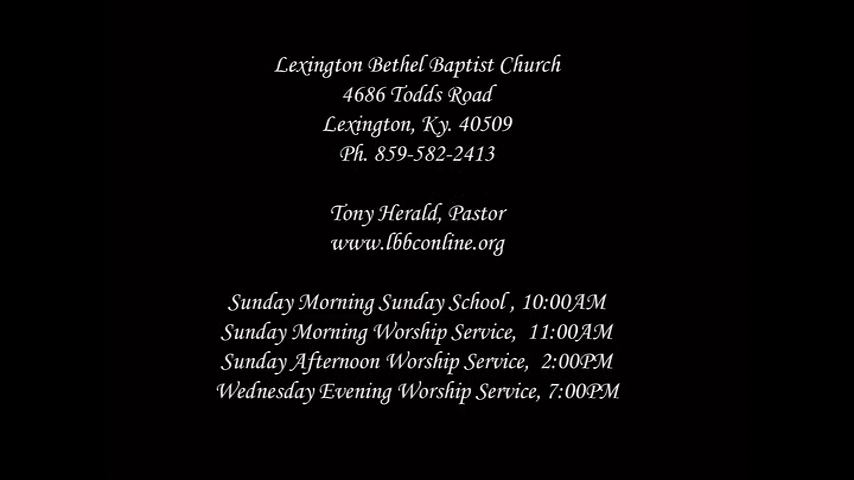 Lexington Bethel Baptist Church
4686 Todds Road
Lexington, Ky. 40509
Ph. 859-582-2413
Tony Herald, Pastor
www.lbbconline.org
Sunday Morning Sunday School , 10:00AM
Sunday Morning Worship Service, 11:00AM
Sunday Afternoon Worship Service, 2:00PM
Wednesday Evening Worship Service, 7:00PM